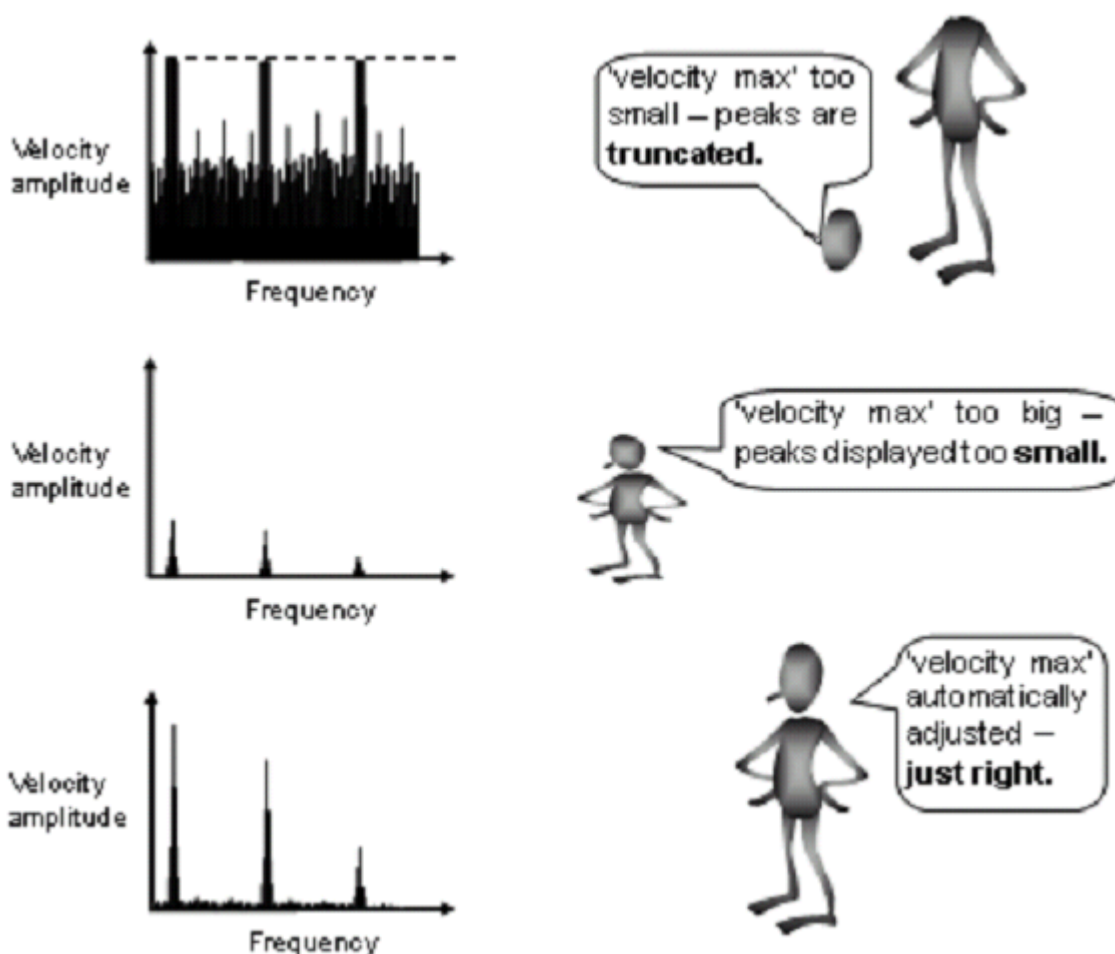 Velocity
amplitude
Frequency
'velocity max' too
small – peaks are
truncated.
Velocity
amplitude
Frequency
'velocity max' too big –
peaks displayed too small.
Velocity
amplitude
Frequency
'velocity max'
automatically
adjusted –
just right.